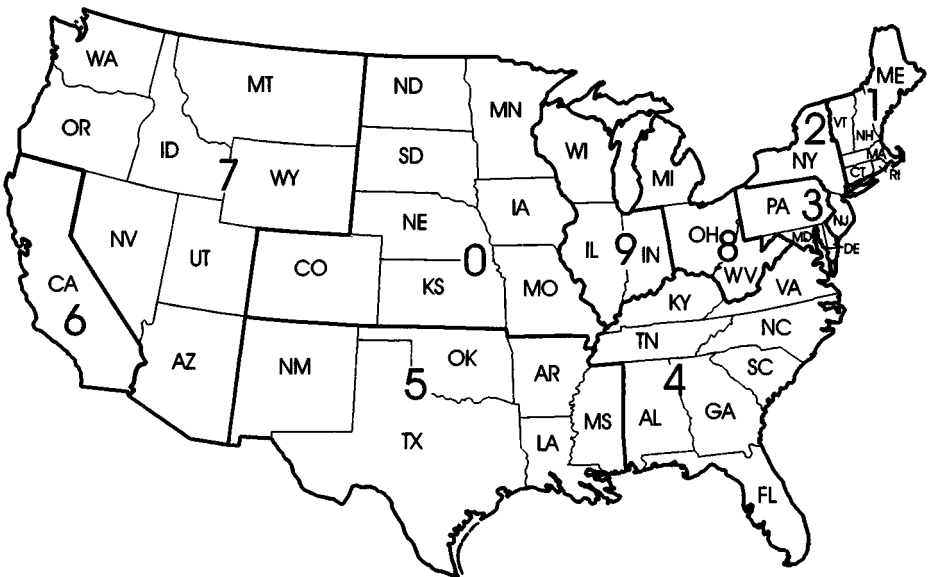 WA
MT
ND
MN
ME
OR
ID
SD
WI
MI
2
VT
1
NH
NY
MA
CT
RI
7
WY
NE
IA
PA
3
NJ
NV
UT
CO
0
KS
MO
IL
9
IN
OH
8
WV
MD
DE
CA
6
KY
VA
AZ
NM
OK
5
AR
TN
NC
4
SC
TX
LA
MS
AL
GA
FL